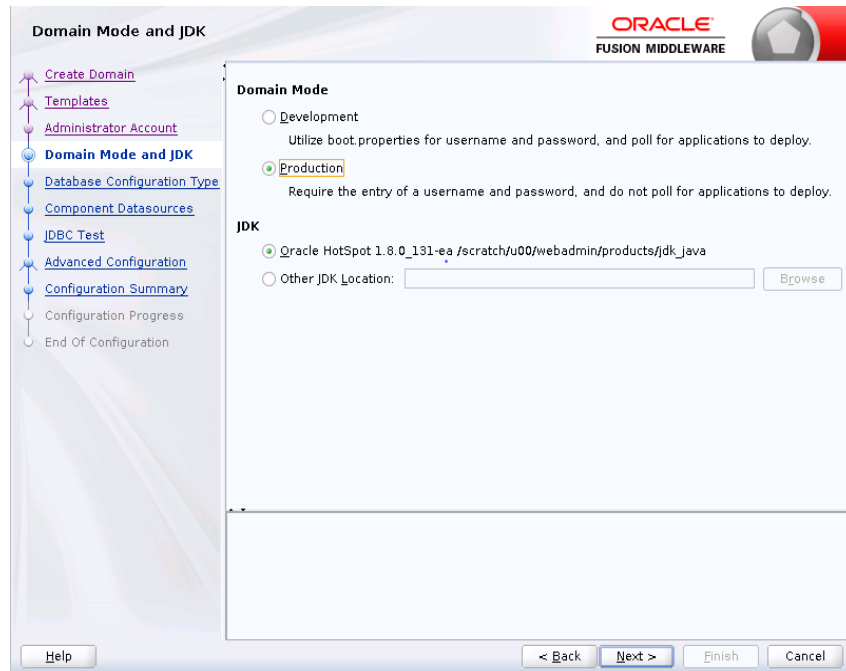 Domain Mode and JDK
ORACLE
FUSION MIDDLEWARE
Create Domain
Templates
Administrator Account
Domain Mode and JDK
Database Configuration Type
Component Datasources
JDBC Test
Advanced Configuration
Configuration Summary
Configuration Progress
End Of Configuration
Domain Mode
Development
Utilize boot.properties for username and password, and poll for applications to deploy.
Production
Require the entry of a username and password, and do not poll for applications to deploy.
JDK
Oracle HotSpot 1.8.0_131-ea /scratch/u00/webadmin/products/jdk_java
Other JDK Location:
Browse
Help
< Back
Next >
Finish
Cancel